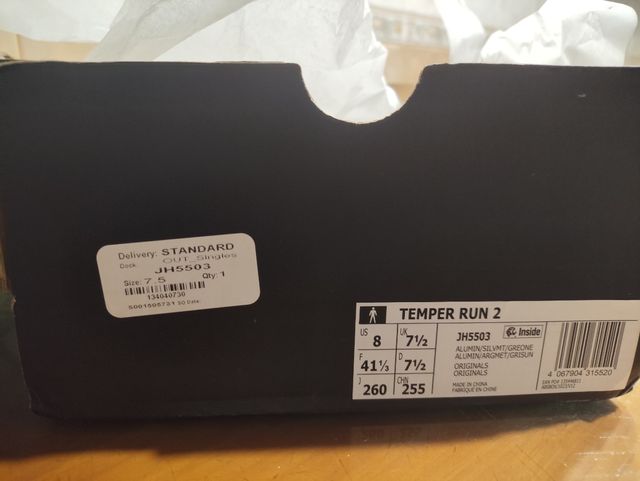 Delivery: STANDARD
Dock: OUT_Singles
JH5503
Size: 7.5 Qty: 1
134040730
TEMPER RUN 2
US 8 UK 7½
F 41⅓ D 7½
J 260 CHN 255
JH5503 Inside
ALUMIN/SILVMT/GREONE
ALUMIN/ARGMET/GRISUN
ORIGINALS
ORIGINALS
MADE IN CHINA
FABRIQUE EN CHINE
4 067904 315520